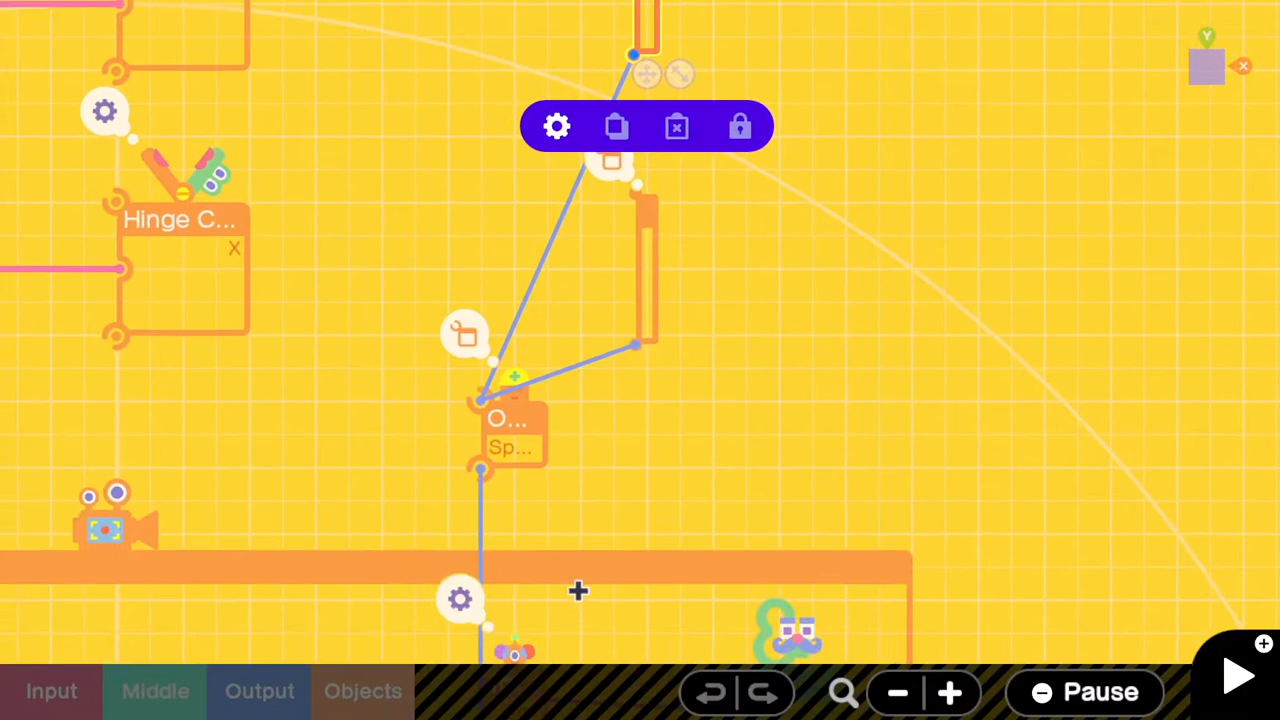 Y
X
Hinge C...
X
O...
Sp...
Input
Middle
Output
Objects
Pause